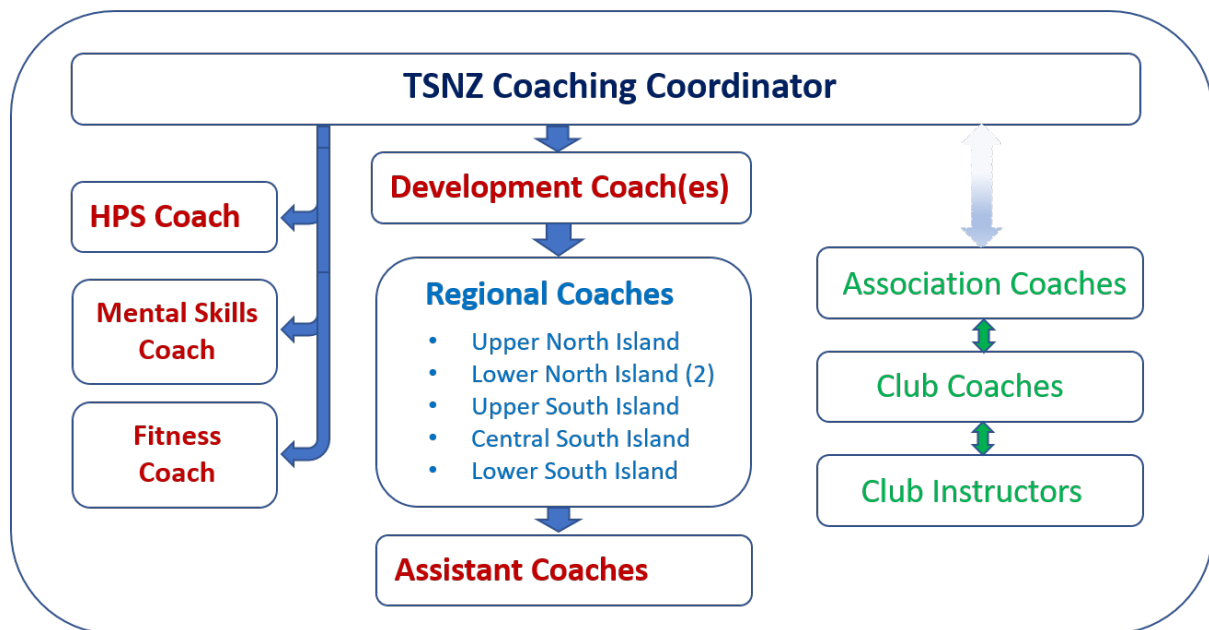 TSNZ Coaching Coordinator
HPS Coach
Mental Skills
Coach
Fitness
Coach
Development Coach(es)
Regional Coaches
• Upper North Island
• Lower North Island (2)
• Upper South Island
• Central South Island
• Lower South Island
Assistant Coaches
Association Coaches
Club Coaches
Club Instructors